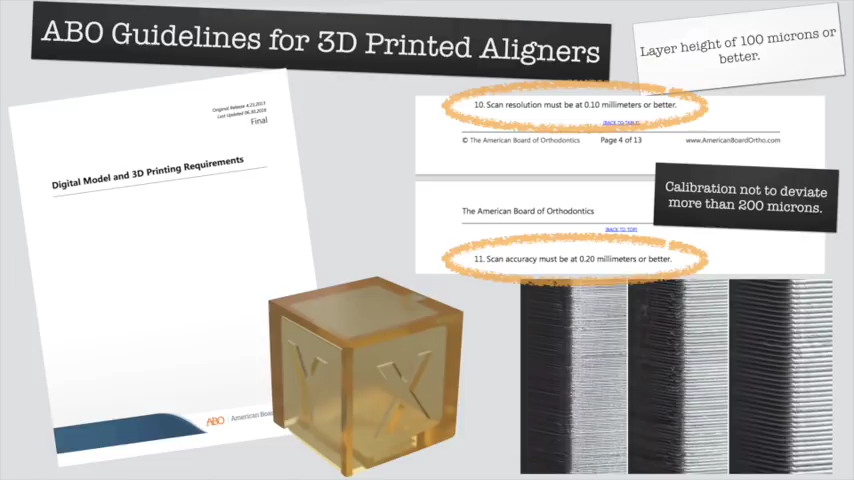 ABO Guidelines for 3D Printed Aligners
Layer height of 100 microns or
better.
Original Release 4.23.2013
Last Updated 06.30.2018
Final
Digital Model and 3D Printing Requirements
ABO American Boa
10. Scan resolution must be at 0.10 millimeters or better.
[BACK TO TABLE]
© The American Board of Orthodontics Page 4 of 13 www.AmericanBoardOrtho.com
Calibration not to deviate
more than 200 microns.
The American Board of Orthodontics
[BACK TO TOP]
11. Scan accuracy must be at 0.20 millimeters or better.
Y X